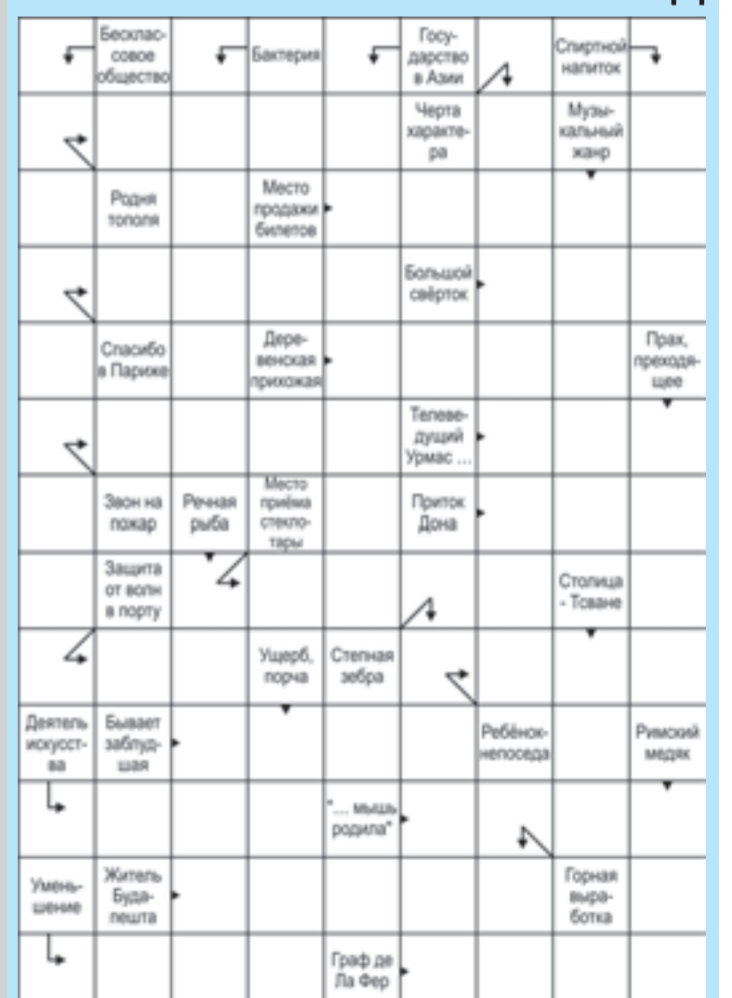 Бесклас-
совое
общество
Бактерия
Госу-
дарство
в Азии
Спиртной
напиток
Черта
характе-
ра
Музы-
кальный
жанр
Родня
тополя
Место
продажи
билетов
Большой
свёрток
Спасибо
в Париже
Дере-
венская
прихожая
Прах,
преходя-
щее
Телеве-
дущий
Урмас ...
Звон на
пожар
Речная
рыба
Место
приёма
стекло-
тары
Приток
Дона
Защита
от волн
в порту
Столица
- Тсване
Ущерб,
порча
Степная
зебра
Деятель
искусст-
ва
Бывает
заблуд-
шая
Ребёнок-
непоседа
Римский
медяк
"... мышь
родила"
Умень-
шение
Житель
Буда-
пешта
Горная
выра-
ботка
Граф де
Ла Фер